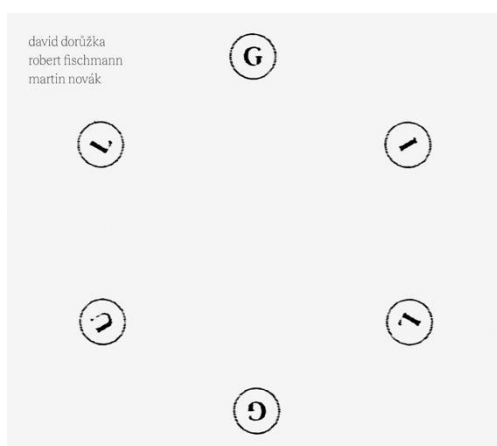 david dorůžka
robert fischmann
martin novák
G
I
G